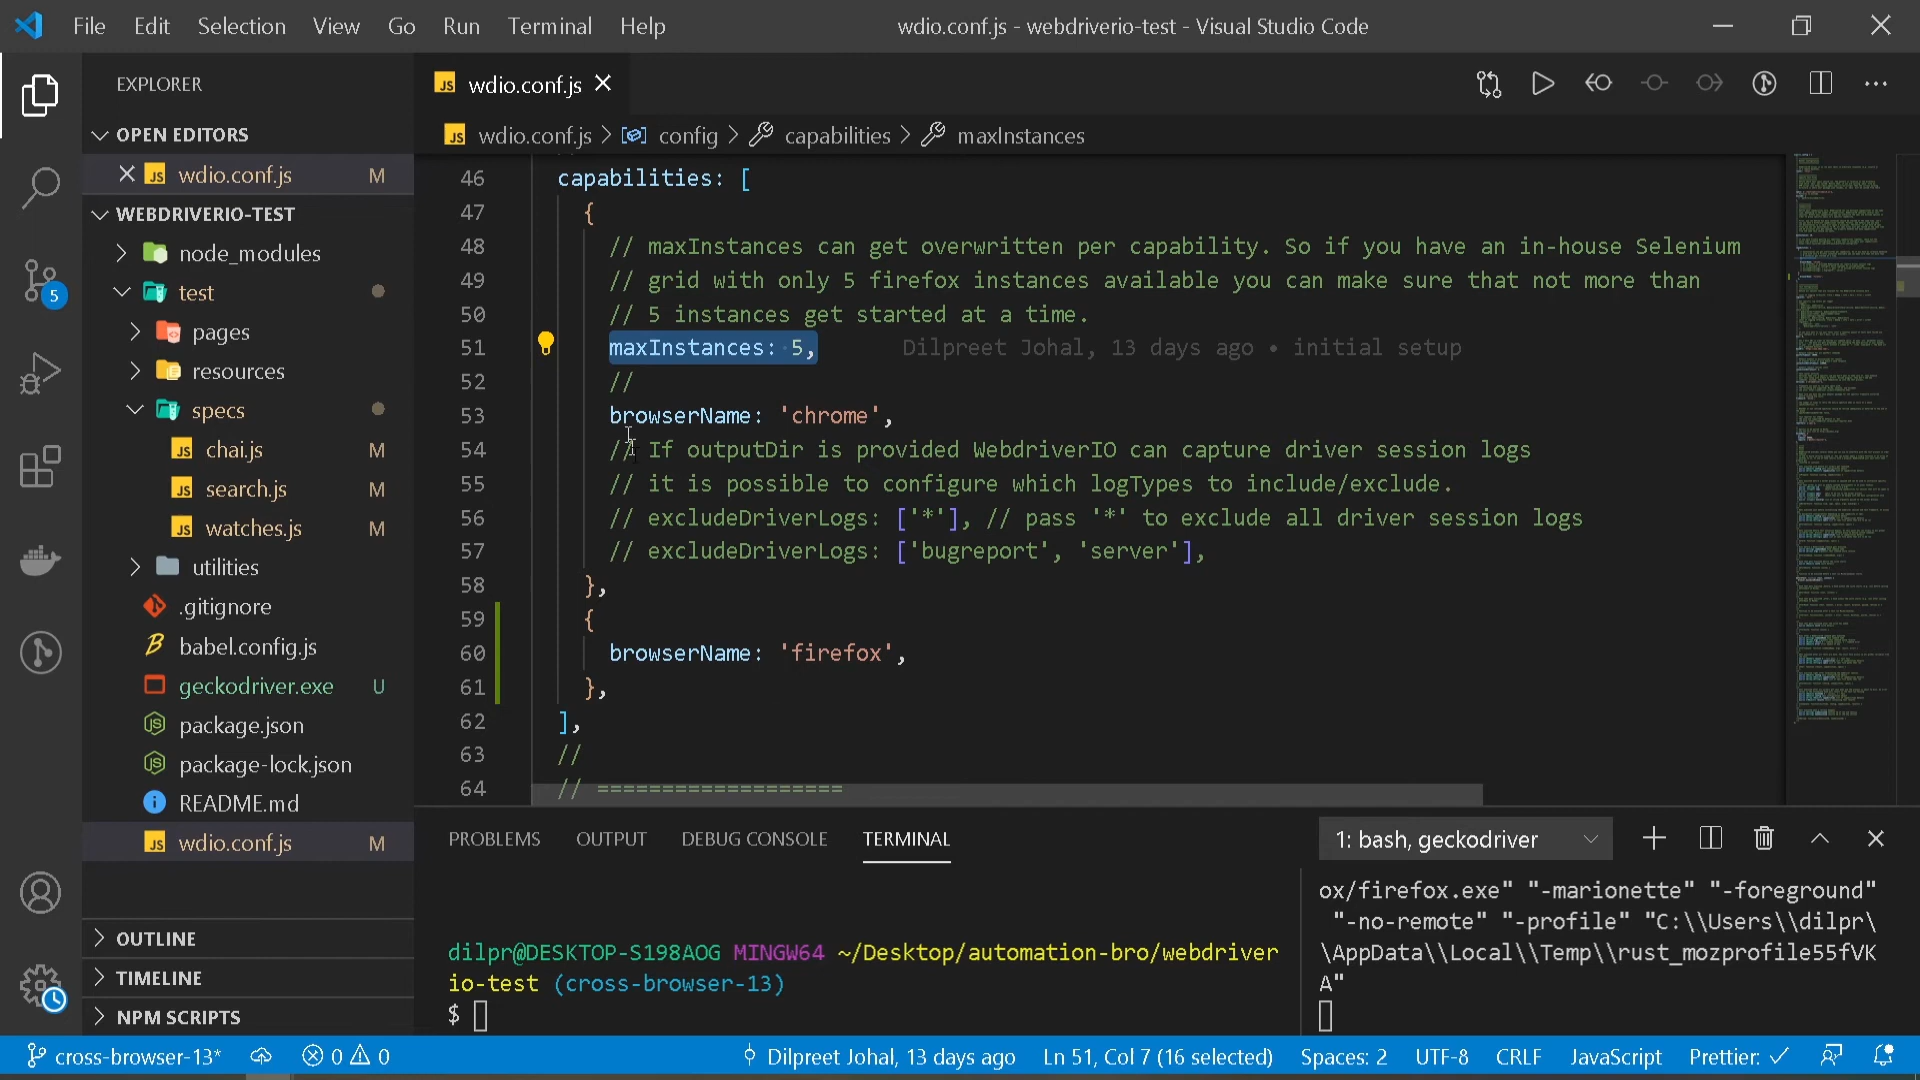 File Edit Selection View Go Run Terminal Help
wdio.conf.js - webdriverio-test - Visual Studio Code
EXPLORER
OPEN EDITORS
wdio.conf.js M
WEBDRIVERIO-TEST
node_modules
test
pages
resources
specs
chai.js M
search.js M
watches.js M
utilities
.gitignore
babel.config.js
geckodriver.exe U
package.json
package-lock.json
README.md
wdio.conf.js M
OUTLINE
TIMELINE
NPM SCRIPTS
5
JS wdio.conf.js
JS wdio.conf.js > config > capabilities > maxInstances
46 capabilities: [
47 {
48 // maxInstances can get overwritten per capability. So if you have an in-house Selenium
49 // grid with only 5 firefox instances available you can make sure that not more than
50 // 5 instances get started at a time.
51 maxInstances: 5, Dilpreet Johal, 13 days ago • initial setup
52 //
53 browserName: 'chrome',
54 // If outputDir is provided WebdriverIO can capture driver session logs
55 // it is possible to configure which logTypes to include/exclude.
56 // excludeDriverLogs: ['*'], // pass '*' to exclude all driver session logs
57 // excludeDriverLogs: ['bugreport', 'server'],
58 },
59 {
60 browserName: 'firefox',
61 },
62 ],
63 //
64 // ===================
PROBLEMS OUTPUT DEBUG CONSOLE TERMINAL
1: bash, geckodriver
dilpr@DESKTOP-S198AOG MINGW64 ~/Desktop/automation-bro/webdriver
io-test (cross-browser-13)
$
ox/firefox.exe" "-marionette" "-foreground"
"-no-remote" "-profile" "C:\\Users\\dilpr\
\AppData\\Local\\Temp\\rust_mozprofile55fVK
A"
cross-browser-13* 0 0 Dilpreet Johal, 13 days ago Ln 51, Col 7 (16 selected) Spaces: 2 UTF-8 CRLF JavaScript Prettier: ✓